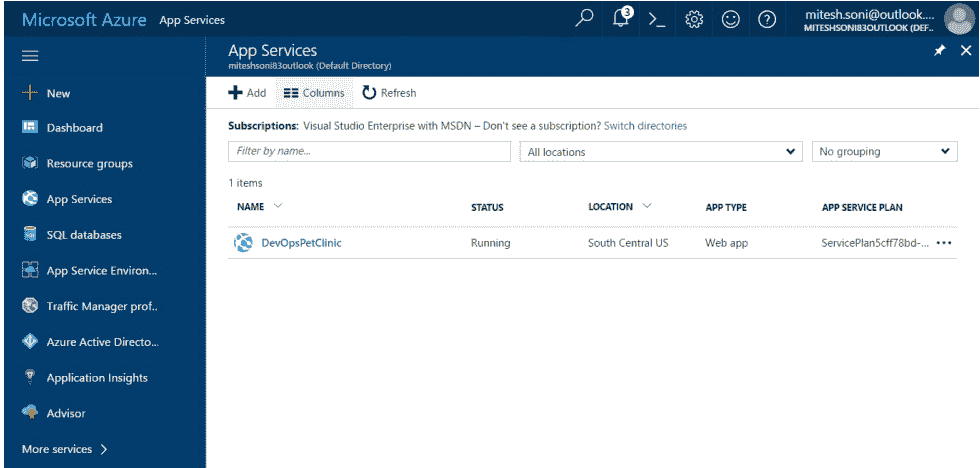 Microsoft Azure App Services
3
mitesh.soni@outlook....
MITESHSONI83OUTLOOK (DEF...
App Services
miteshsoni83outlook (Default Directory)
New
Dashboard
Resource groups
App Services
SQL databases
App Service Environ...
Traffic Manager prof..
Azure Active Directo...
Application Insights
Advisor
More services
Add Columns Refresh
Subscriptions: Visual Studio Enterprise with MSDN – Don't see a subscription? Switch directories
Filter by name... All locations No grouping
1 items
NAME STATUS LOCATION APP TYPE APP SERVICE PLAN
DevOpsPetClinic Running South Central US Web app ServicePlan5cff78bd-...